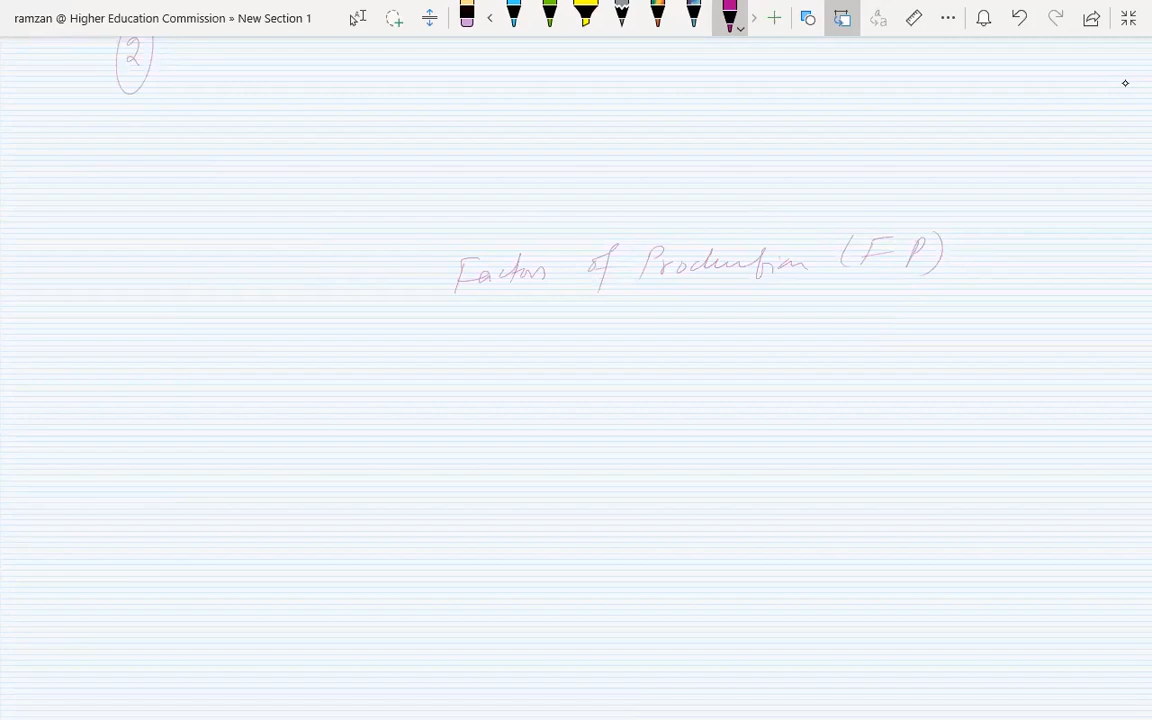 ramzan @ Higher Education Commission » New Section 1
2
Factors of Production (FP)